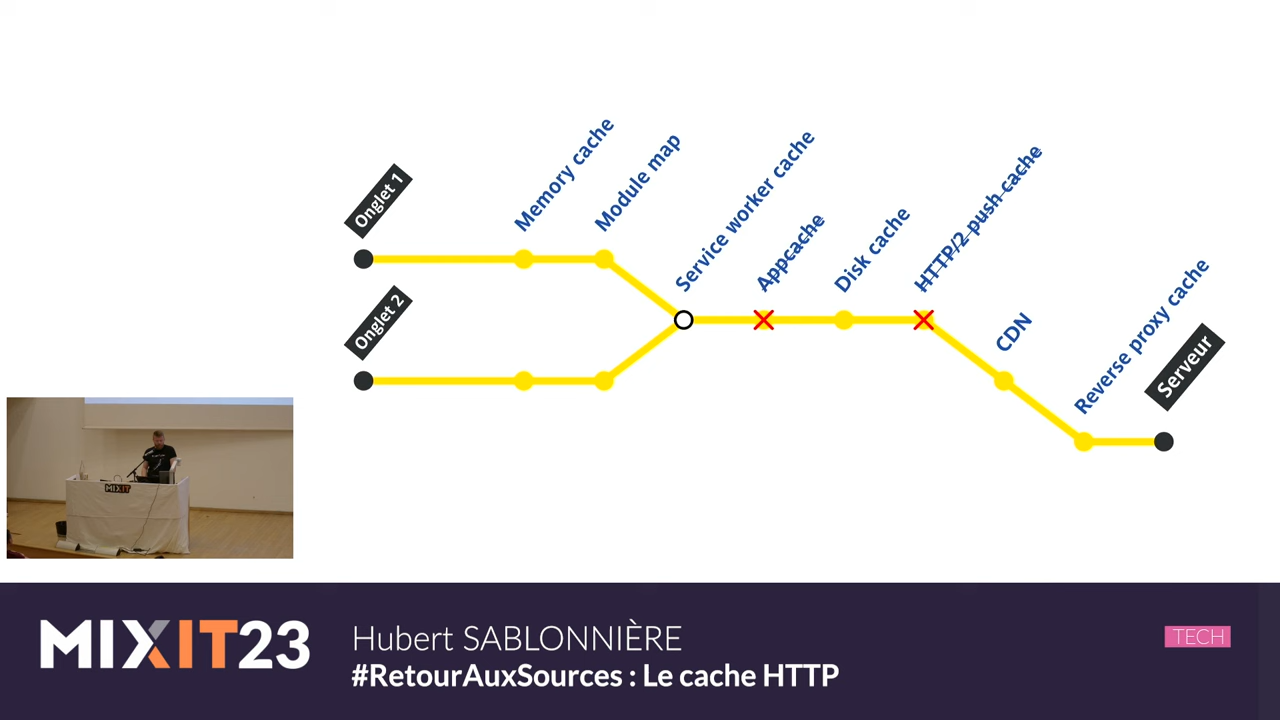 Onglet 1
Memory cache
Module map
Service worker cache
Appcache
Disk cache
HTTP/2 push cache
CDN
Reverse proxy cache
Serveur
Onglet 2
MIXIT
MIXIT23
Hubert SABLONNIÈRE
TECH
#RetourAuxSources : Le cache HTTP